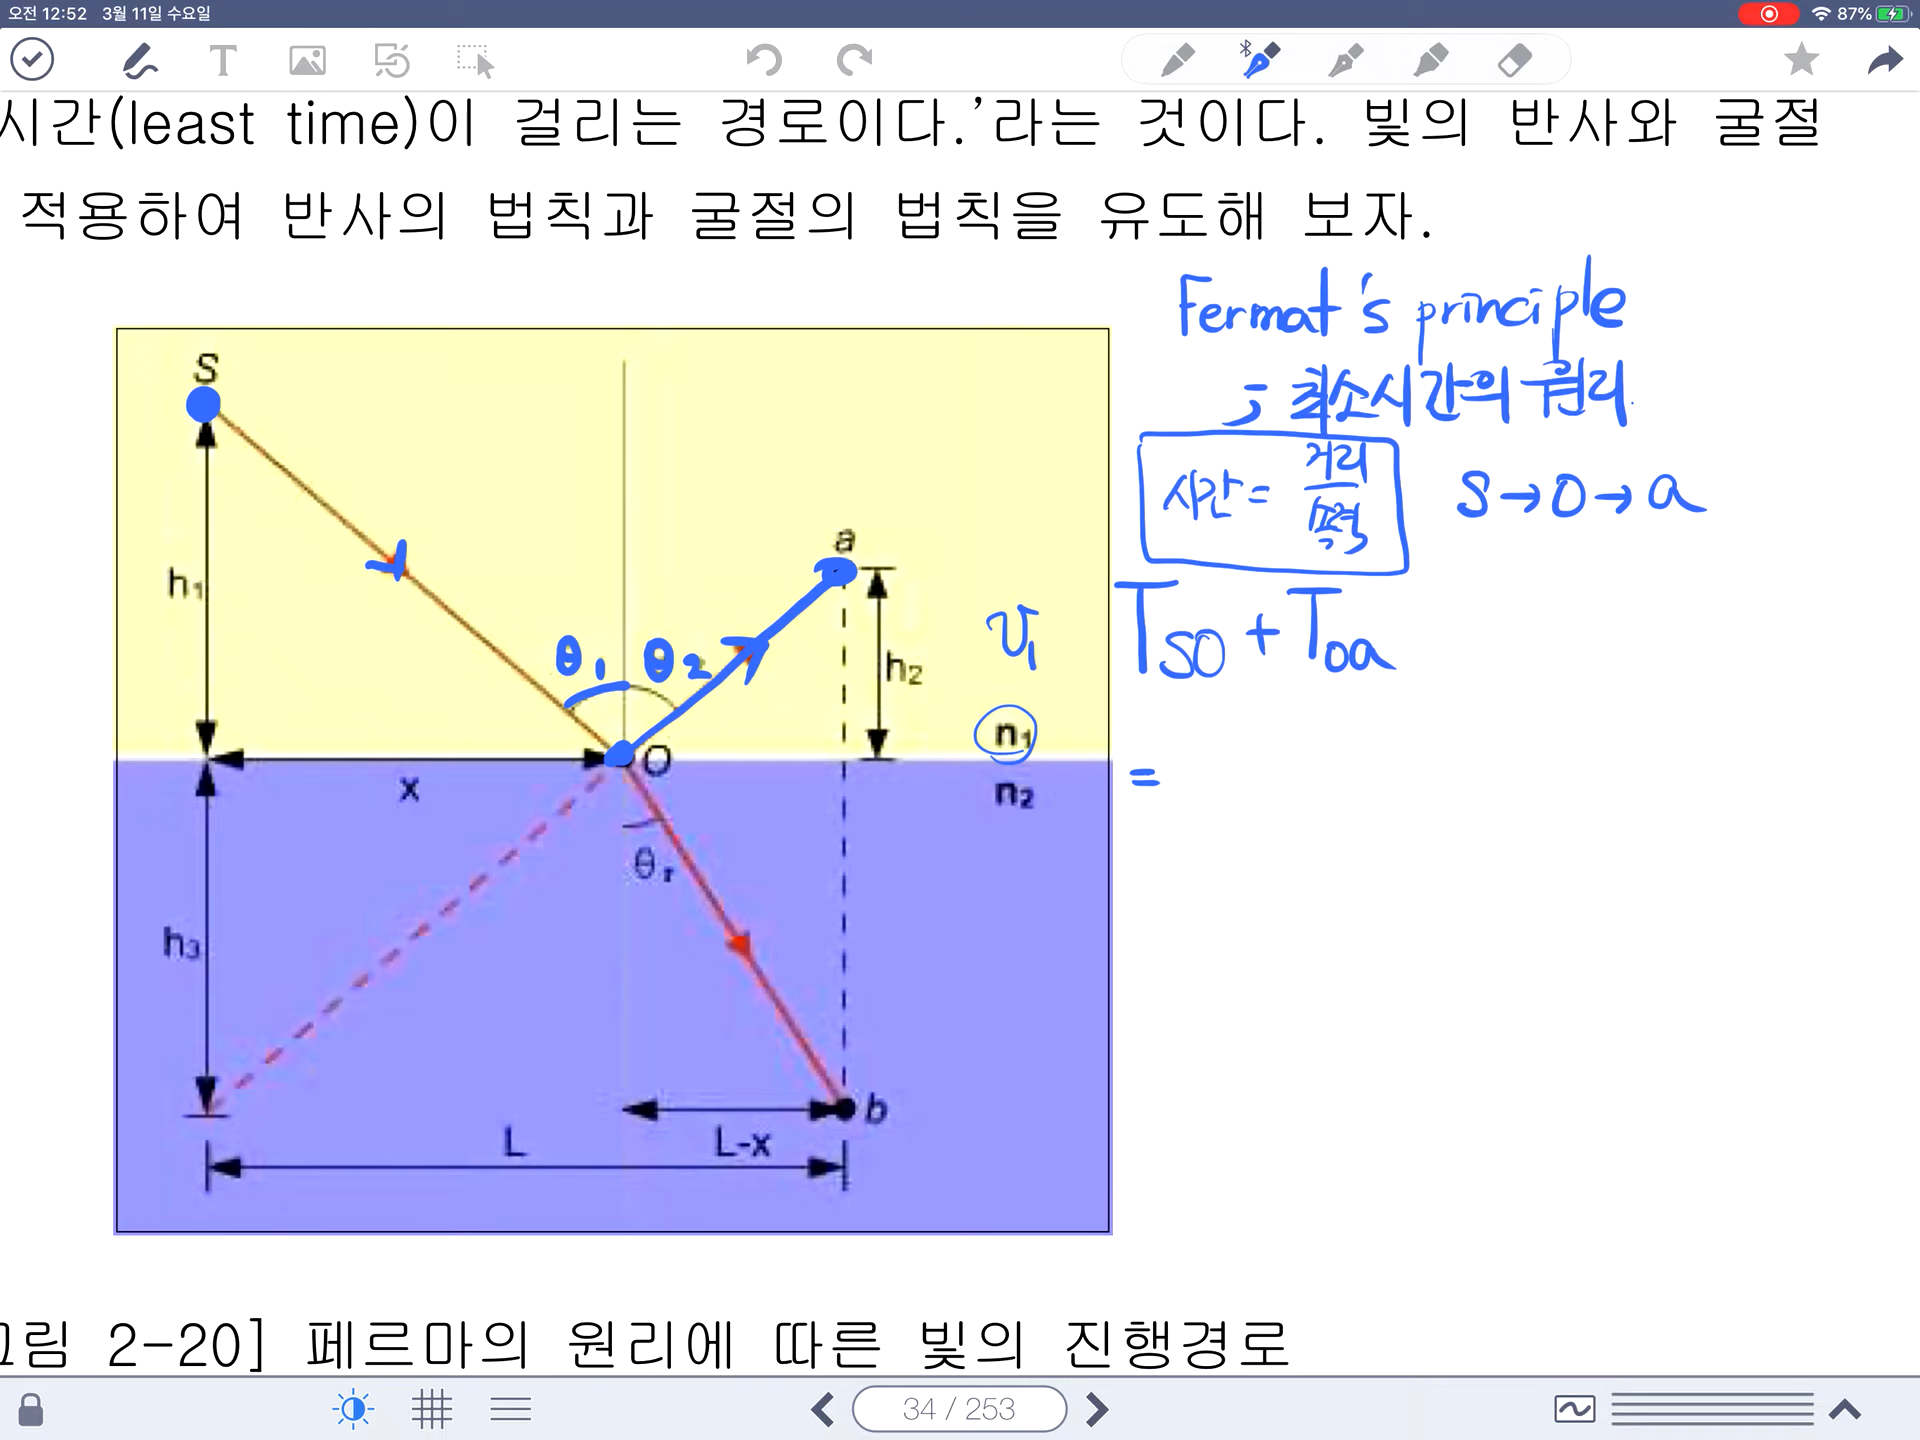 오전 12:52 3월 11일 수요일 87%
시간(least time)이 걸리는 경로이다.’라는 것이다. 빛의 반사와 굴절
적용하여 반사의 법칙과 굴절의 법칙을 유도해 보자.
Fermat's principle
; 최소시간의 원리.
시간 = 거리/속력 S→O→a
T_SO + T_Oa
=
S
a
h₁
θ₁ θ₂
h₂
v₁
n₁
O
x
n₂
θr
h₃
b
L-x
L
그림 2-20] 페르마의 원리에 따른 빛의 진행경로
34 / 253